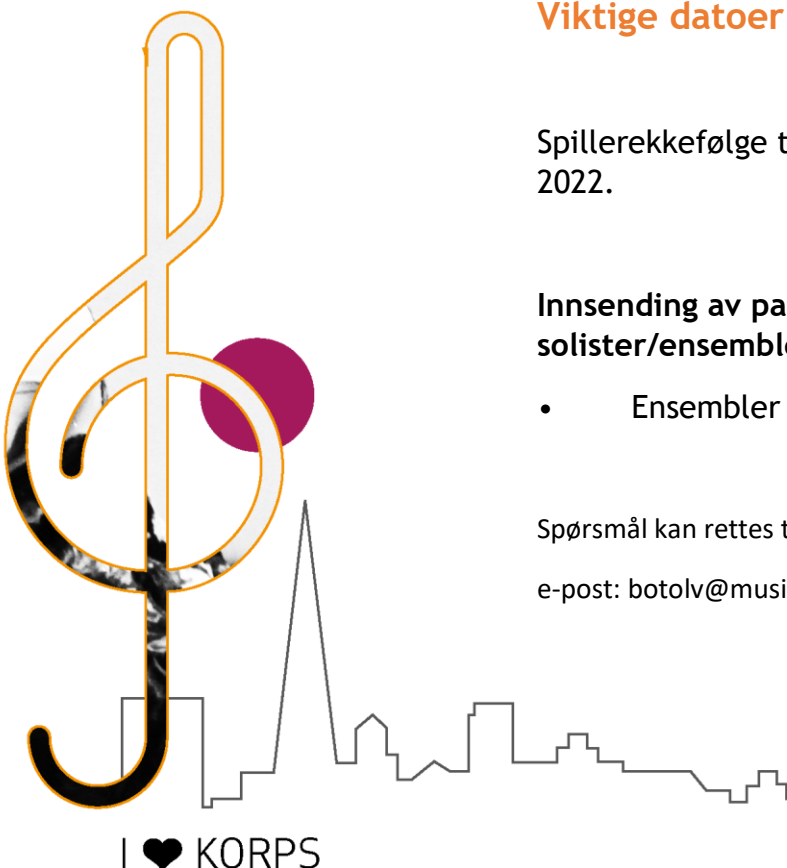 Viktige datoer
Spillerekkefølge t
2022.
Innsending av pa
solister/ensemble
• Ensembler
Spørsmål kan rettes t
e-post: botolv@musi
I ♥ KORPS